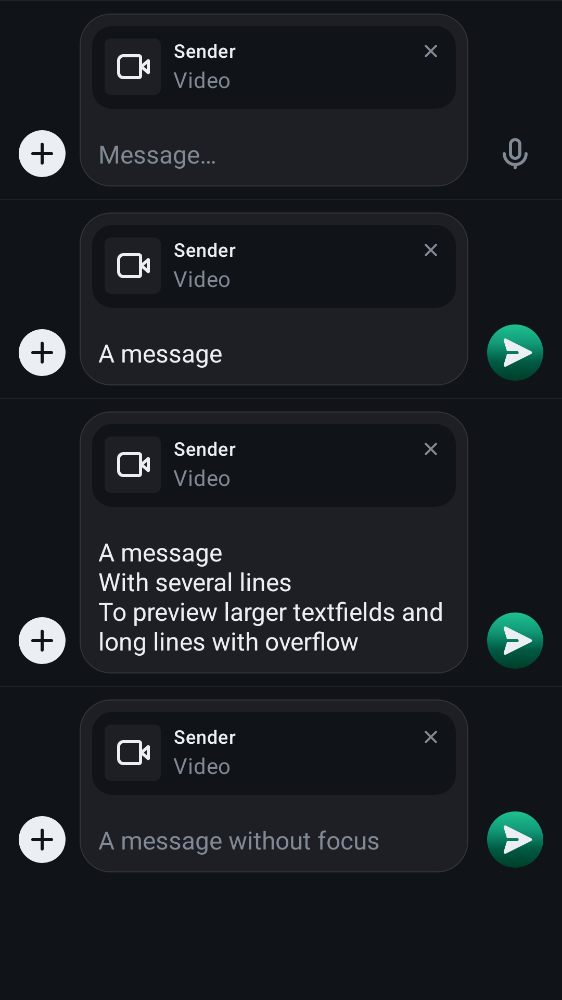 Sender
Video
Message…
Sender
Video
A message
Sender
Video
A message
With several lines
To preview larger textfields and
long lines with overflow
Sender
Video
A message without focus